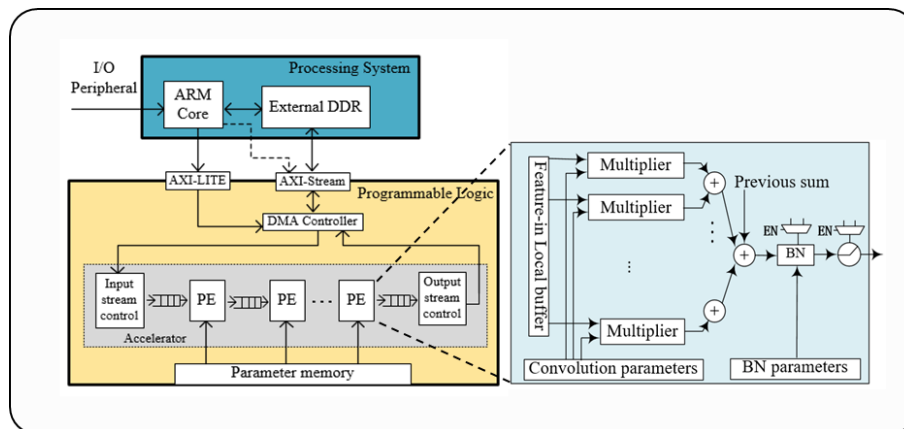 I/O
Peripheral
Processing System
ARM
Core
External DDR
AXI-LITE
AXI-Stream
Programmable Logic
DMA Controller
Input
stream
control
PE
PE
...
PE
Output
stream
control
Accelerator
Parameter memory
Feature-in Local buffer
Multiplier
Multiplier
...
Multiplier
+
+
+
Previous sum
...
EN
EN
BN
Convolution parameters
BN parameters